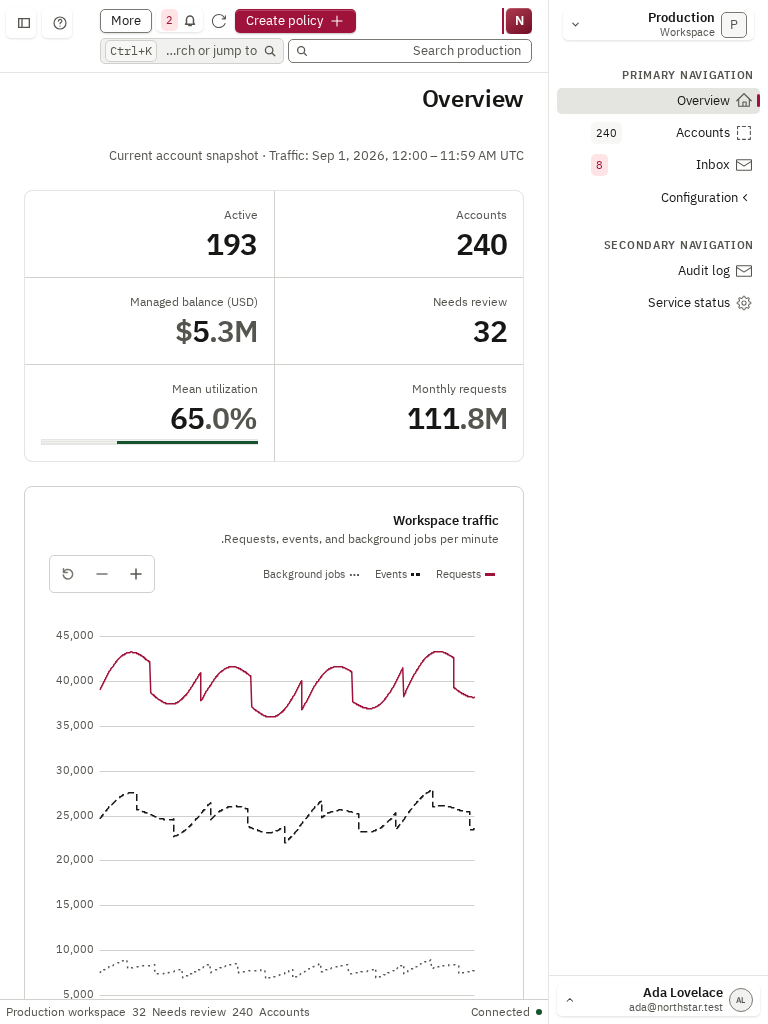 More
2
Create policy
N
Ctrl+K
...rch or jump to
Search production
Production
Workspace
P
PRIMARY NAVIGATION
Overview
Accounts
240
Inbox
8
Configuration
SECONDARY NAVIGATION
Audit log
Service status
Overview
Current account snapshot · Traffic: Sep 1, 2026, 12:00 – 11:59 AM UTC
Accounts
240
Active
193
Needs review
32
Managed balance (USD)
$5.3M
Monthly requests
111.8M
Mean utilization
65.0%
Workspace traffic
.Requests, events, and background jobs per minute
Requests
Events
Background jobs
45,000
40,000
35,000
30,000
25,000
20,000
15,000
10,000
5,000
Production workspace 32 Needs review 240 Accounts
Connected
Ada Lovelace
ada@northstar.test
AL